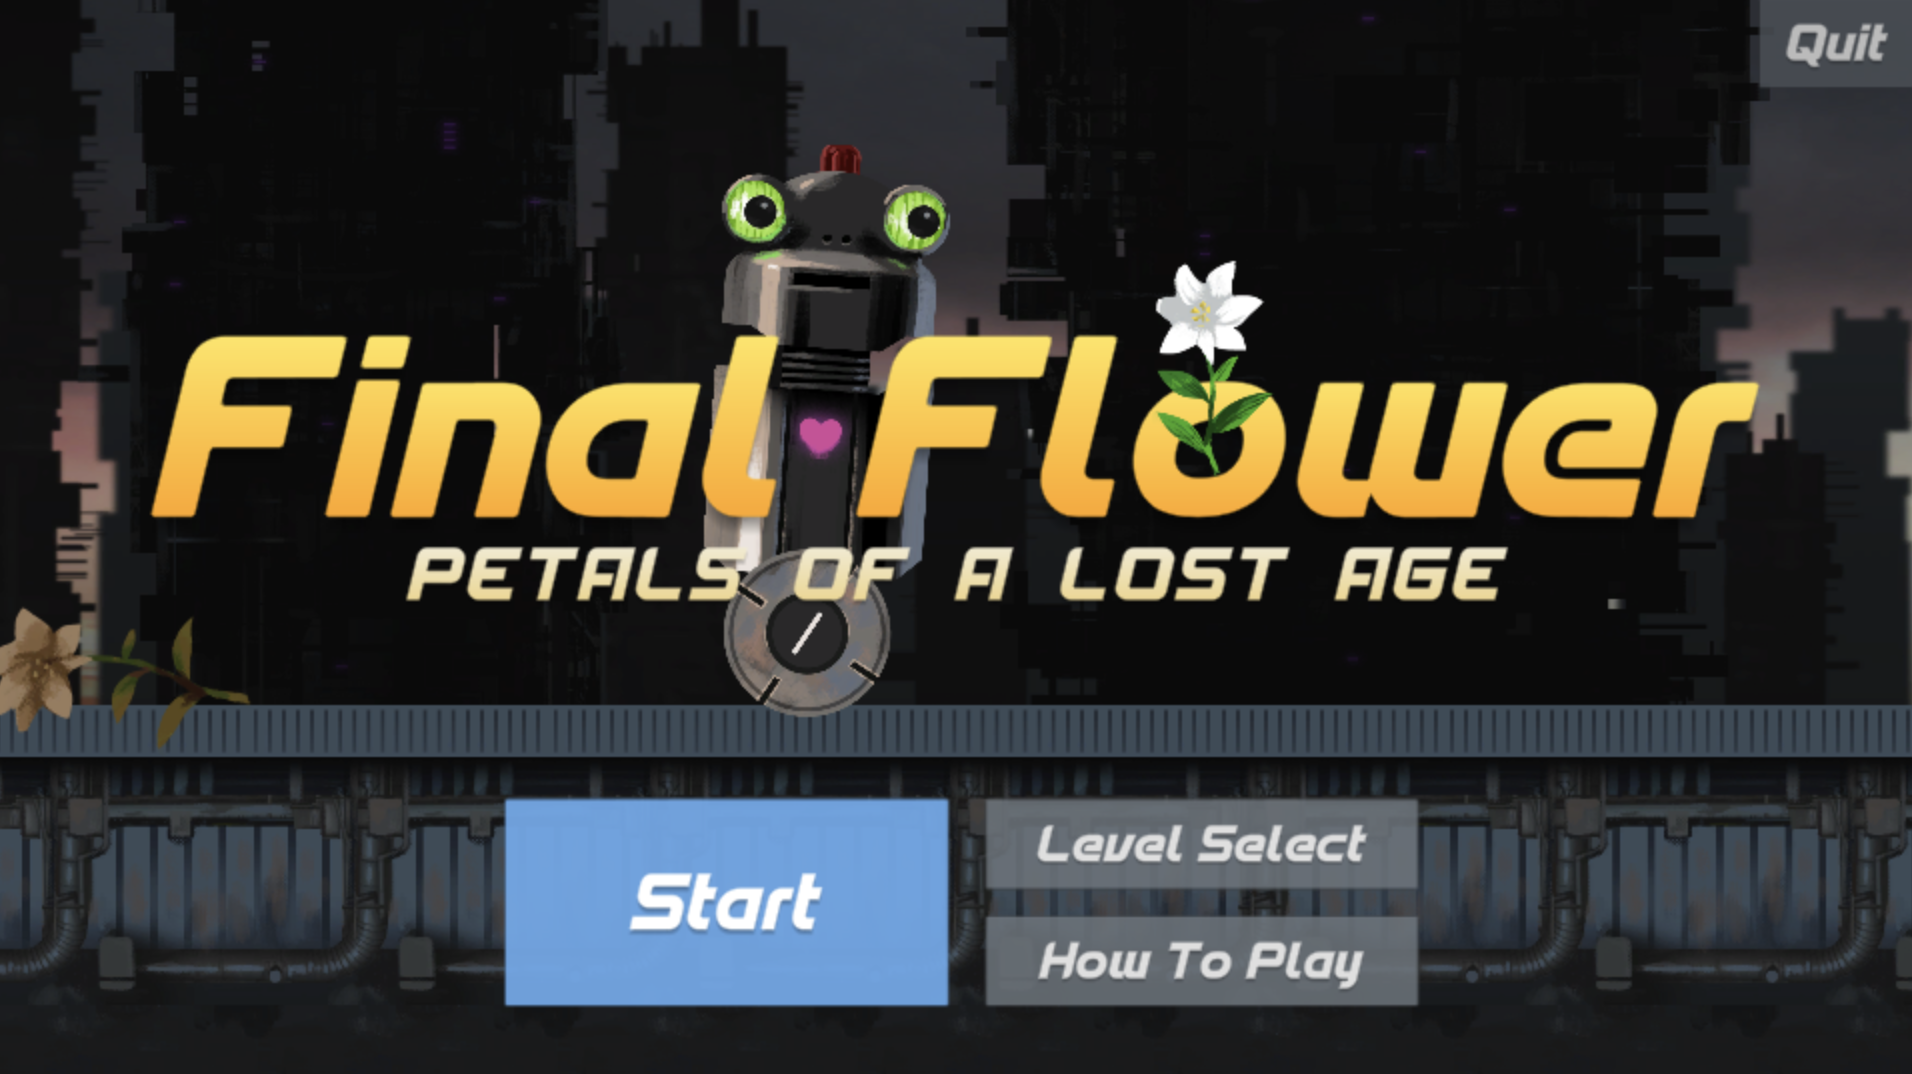 Quit
Final Flower
PETALS OF A LOST AGE
Start
Level Select
How To Play